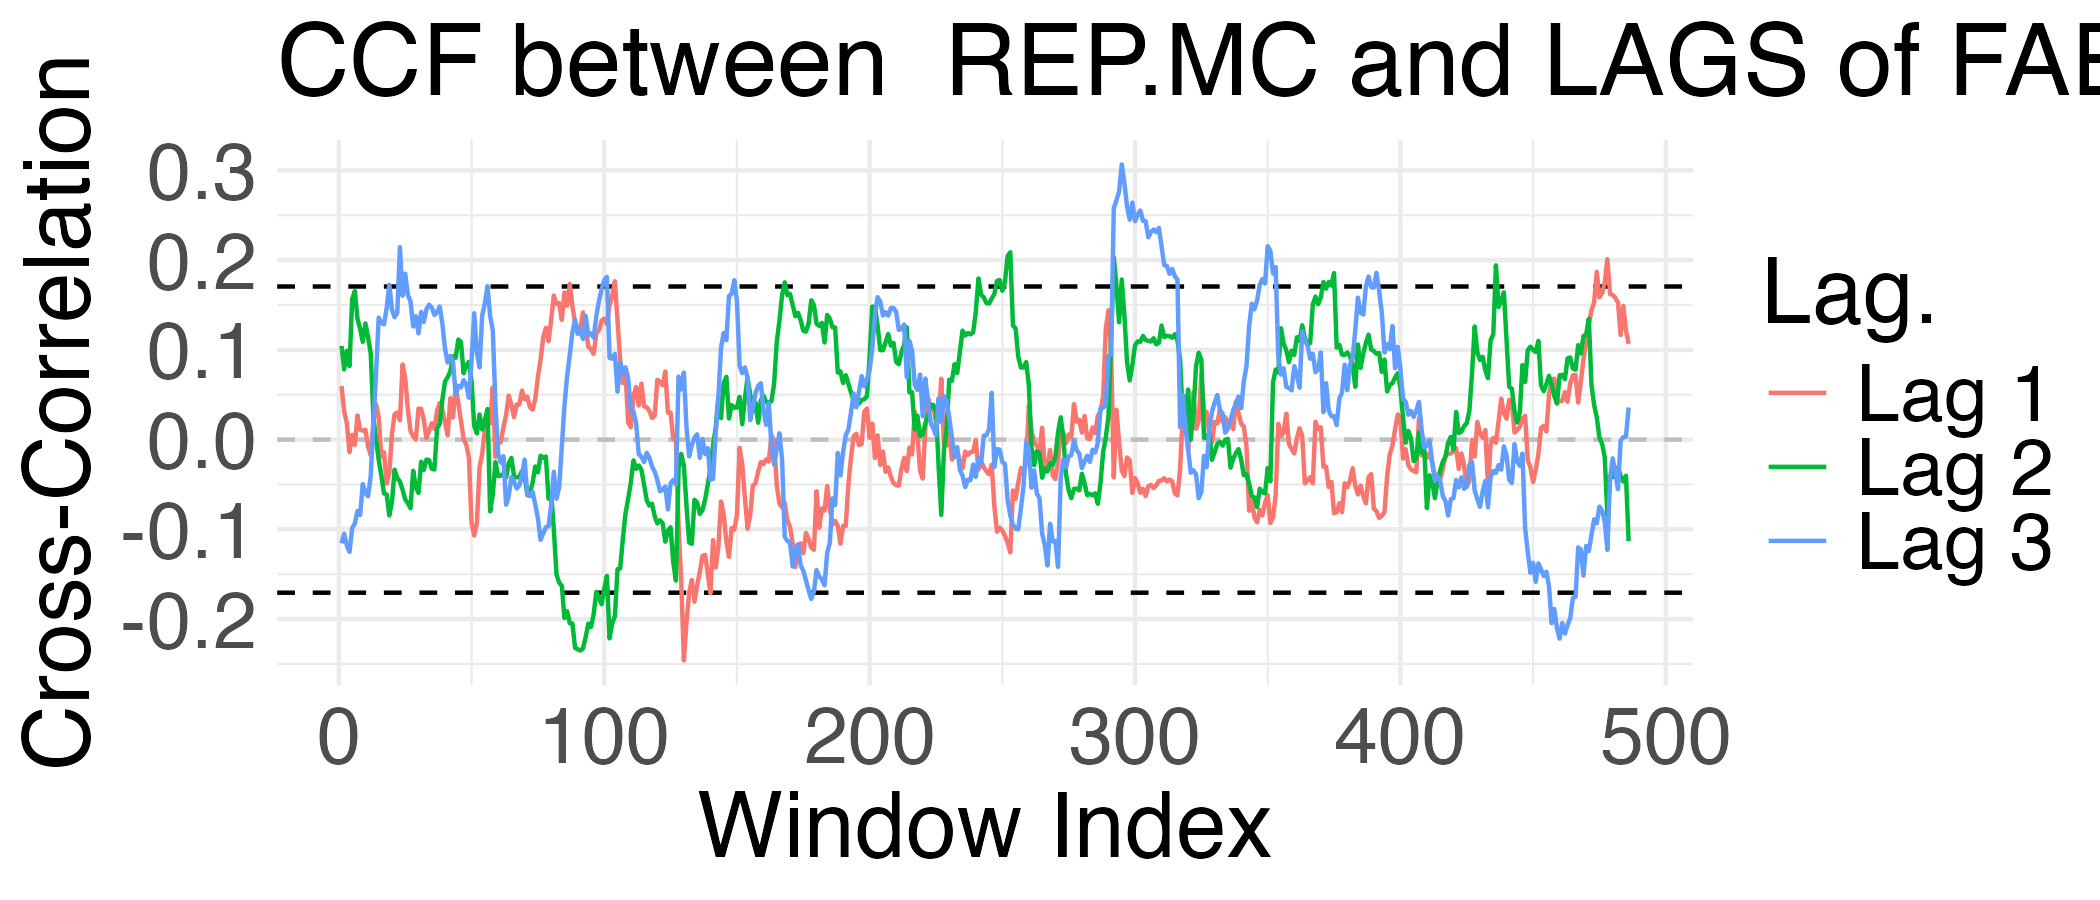 CCF between  REP.MC and LAGS of FAE
Cross-Correlation
0.3
0.2
0.1
0.0
-0.1
-0.2
0
100
200
300
400
500
Window Index
Lag.
Lag 1
Lag 2
Lag 3